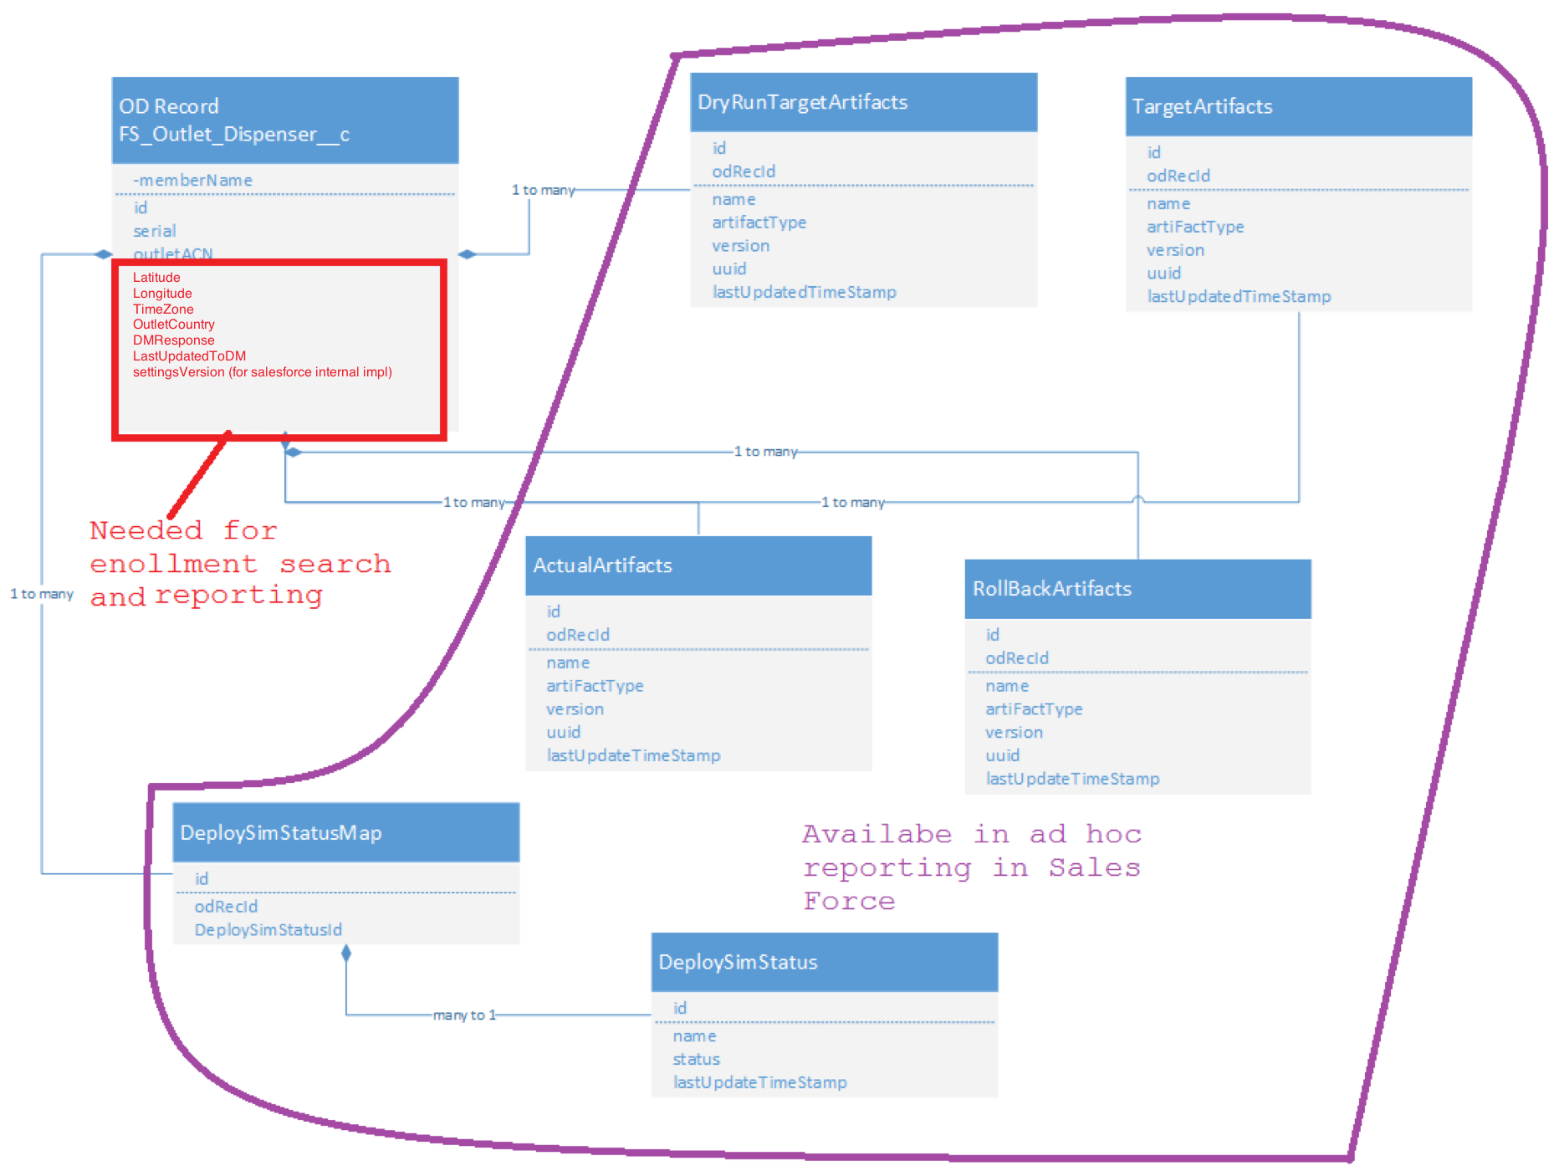 OD Record
FS_Outlet_Dispenser__c
-memberName
id
serial
outletACN
Latitude
Longitude
TimeZone
OutletCountry
DMResponse
LastUpdatedToDM
settingsVersion (for salesforce internal impl)
Needed for
enollment search
and reporting
1 to many
DryRunTargetArtifacts
id
odRecId
name
artifactType
version
uuid
lastUpdatedTimeStamp
TargetArtifacts
id
odRecId
name
artiFactType
version
uuid
lastUpdatedTimeStamp
1 to many
1 to many
1 to many
1 to many
ActualArtifacts
id
odRecId
name
artiFactType
version
uuid
lastUpdateTimeStamp
RollBackArtifacts
id
odRecId
name
artiFactType
version
uuid
lastUpdateTimeStamp
Availabe in ad hoc
reporting in Sales
Force
DeploySimStatusMap
id
odRecId
DeploySimStatusId
many to 1
DeploySimStatus
id
name
status
lastUpdateTimeStamp